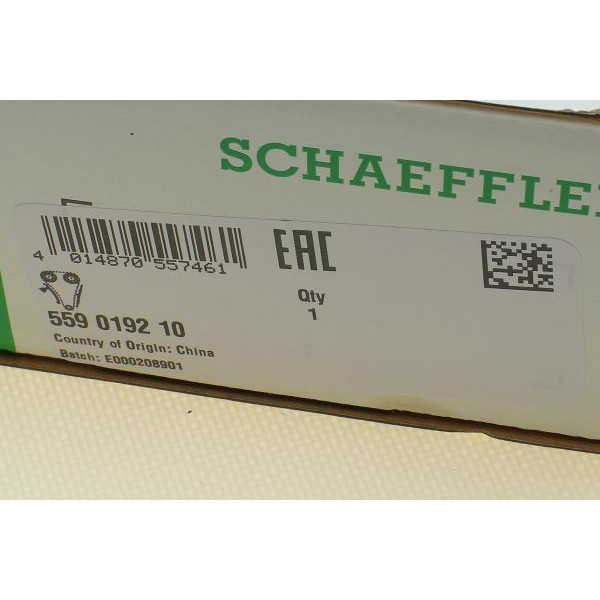 SCHAEFFLE
4 014870 557461
EAC
Qty
1
559 0192 10
Country of Origin: China
Batch: E000208901